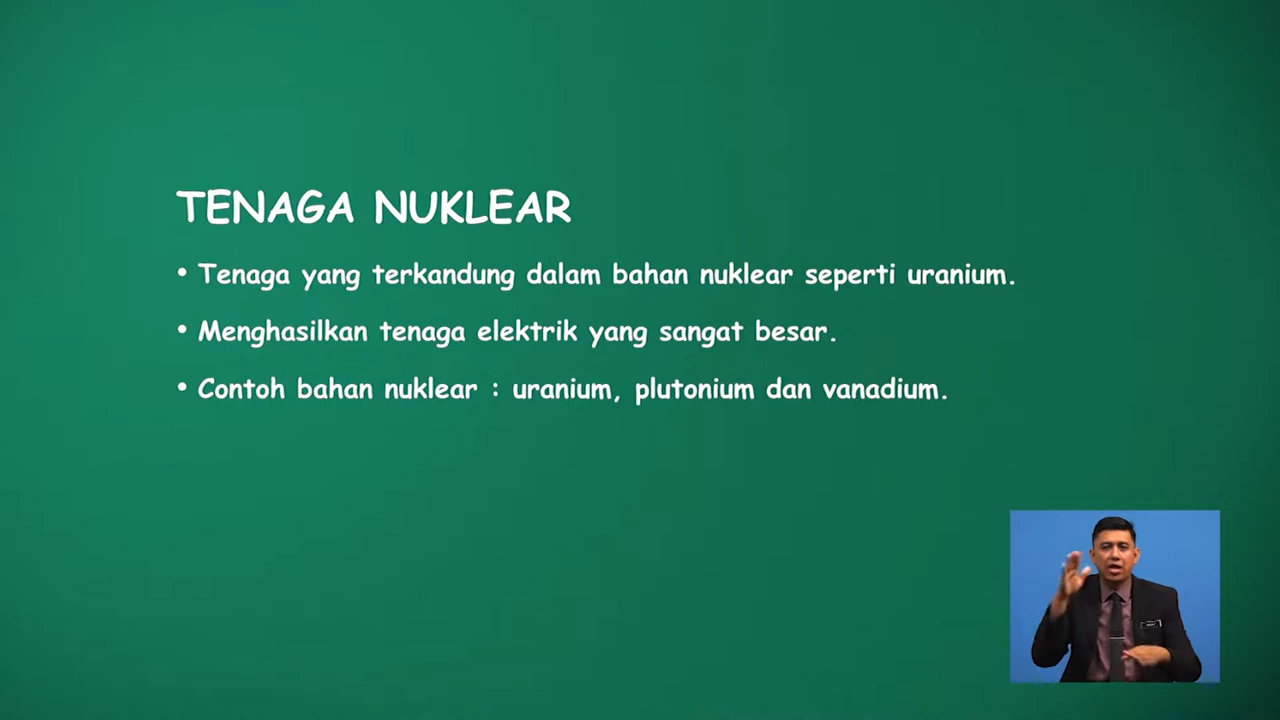 TENAGA NUKLEAR
• Tenaga yang terkandung dalam bahan nuklear seperti uranium.
• Menghasilkan tenaga elektrik yang sangat besar.
• Contoh bahan nuklear : uranium, plutonium dan vanadium.